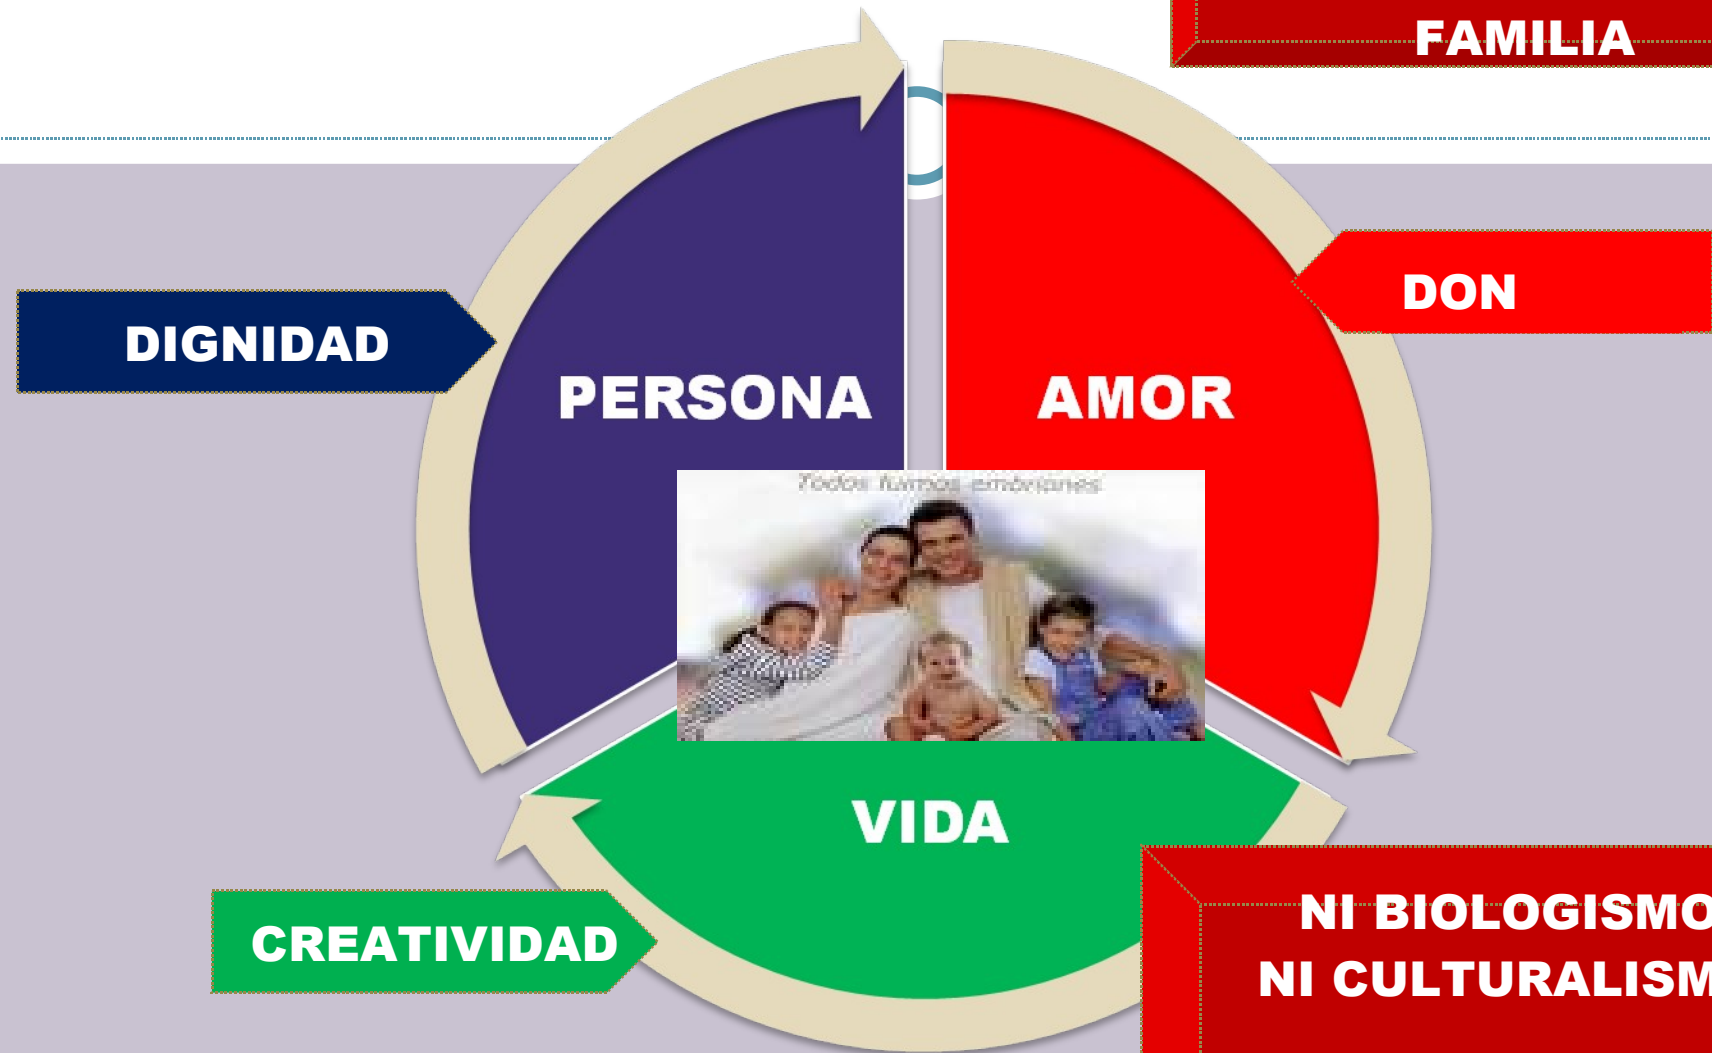 FAMILIA
DON
DIGNIDAD
PERSONA
AMOR
Todos fuimos embriones
VIDA
CREATIVIDAD
NI BIOLOGISMO
NI CULTURALISM